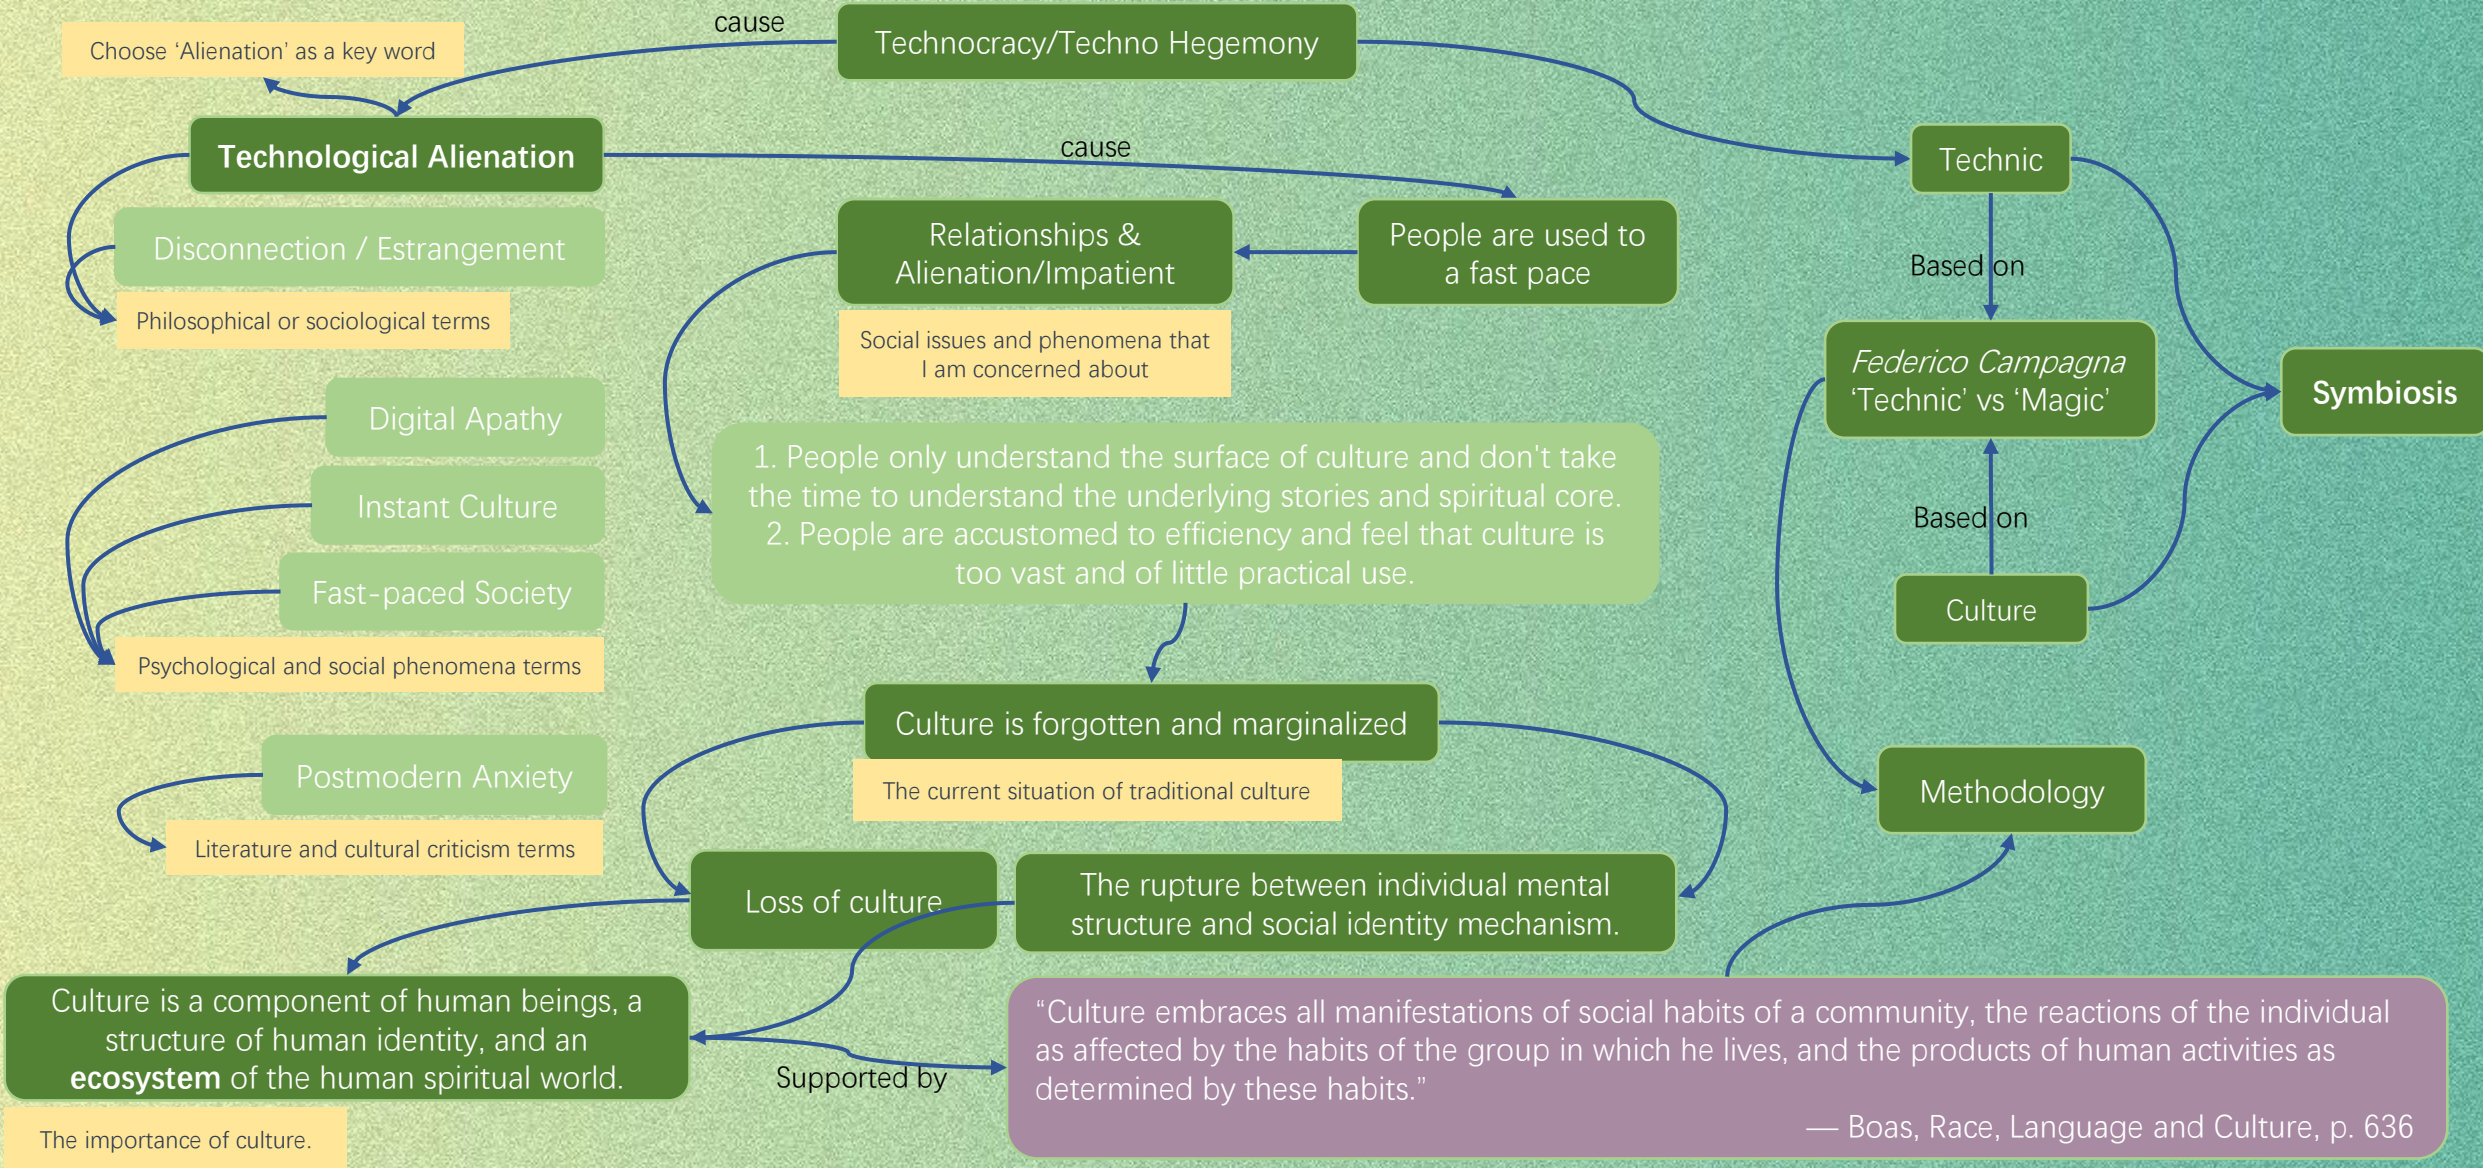 cause
Technocracy/Techno Hegemony
Choose ‘Alienation’ as a key word
Technological Alienation
cause
Technic
Disconnection / Estrangement
Philosophical or sociological terms
Relationships &
Alienation/Impatient
People are used to
a fast pace
Social issues and phenomena that
I am concerned about
Based on
Federico Campagna
‘Technic’ vs ‘Magic’
Symbiosis
Digital Apathy
Instant Culture
Fast-paced Society
Psychological and social phenomena terms
1. People only understand the surface of culture and don't take
the time to understand the underlying stories and spiritual core.
2. People are accustomed to efficiency and feel that culture is
too vast and of little practical use.
Based on
Culture
Culture is forgotten and marginalized
The current situation of traditional culture
Postmodern Anxiety
Literature and cultural criticism terms
Methodology
Loss of culture
The rupture between individual mental
structure and social identity mechanism.
Culture is a component of human beings, a
structure of human identity, and an
ecosystem of the human spiritual world.
The importance of culture.
Supported by
“Culture embraces all manifestations of social habits of a community, the reactions of the individual
as affected by the habits of the group in which he lives, and the products of human activities as
determined by these habits.”
— Boas, Race, Language and Culture, p. 636